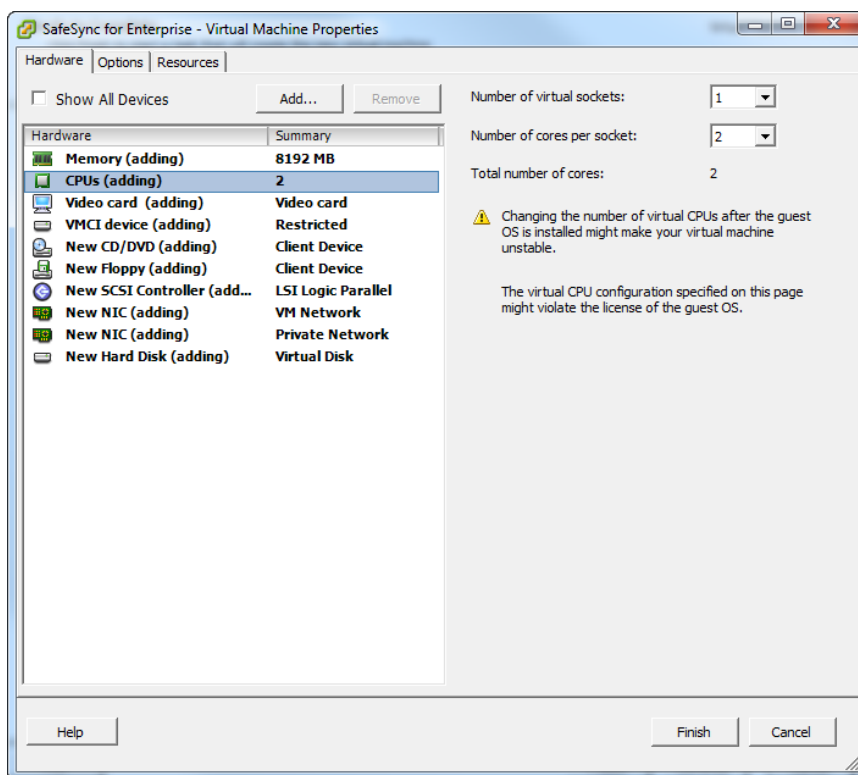 SafeSync for Enterprise - Virtual Machine Properties
Hardware Options Resources
Show All Devices Add... Remove
Hardware Summary
Memory (adding) 8192 MB
CPUs (adding) 2
Video card (adding) Video card
VMCI device (adding) Restricted
New CD/DVD (adding) Client Device
New Floppy (adding) Client Device
New SCSI Controller (add... LSI Logic Parallel
New NIC (adding) VM Network
New NIC (adding) Private Network
New Hard Disk (adding) Virtual Disk
Number of virtual sockets: 1
Number of cores per socket: 2
Total number of cores: 2
Changing the number of virtual CPUs after the guest
OS is installed might make your virtual machine
unstable.
The virtual CPU configuration specified on this page
might violate the license of the guest OS.
Help Finish Cancel